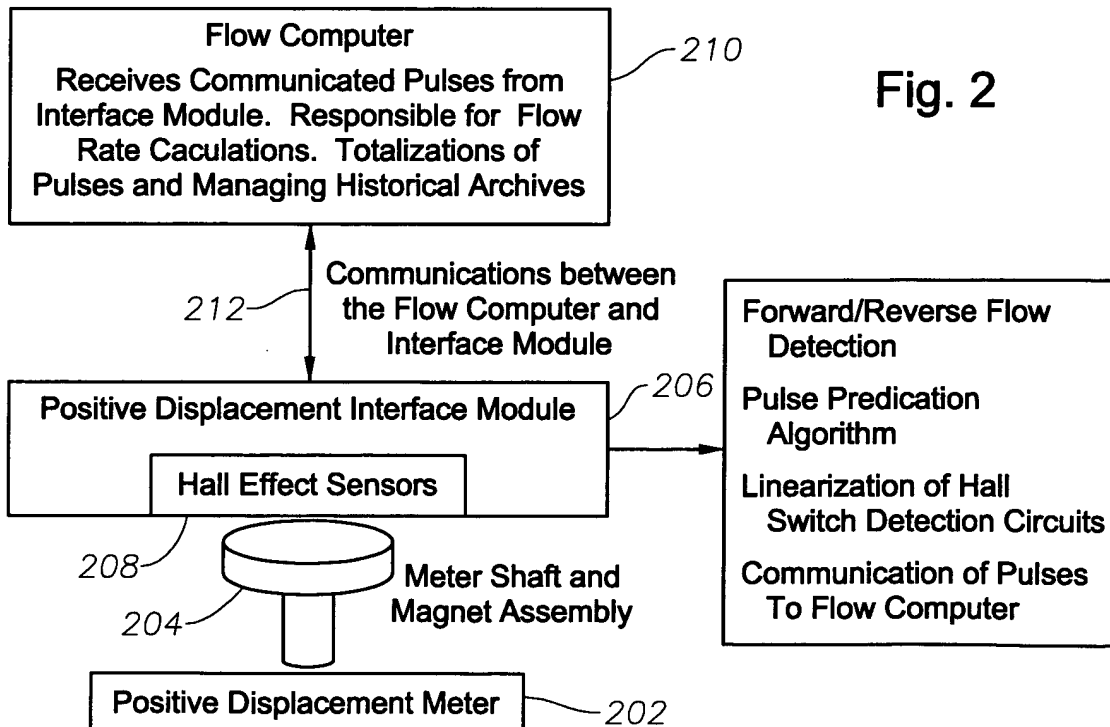 Flow Computer
Receives Communicated Pulses from
Interface Module. Responsible for Flow
Rate Caculations. Totalizations of
Pulses and Managing Historical Archives
210
Fig. 2
212
Communications between
the Flow Computer and
Interface Module
206
Positive Displacement Interface Module
Hall Effect Sensors
208
204
Meter Shaft and
Magnet Assembly
Positive Displacement Meter
202
Forward/Reverse Flow
Detection
Pulse Predication
Algorithm
Linearization of Hall
Switch Detection Circuits
Communication of Pulses
To Flow Computer